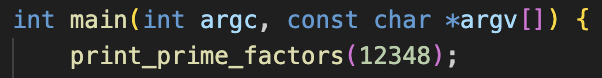 int main(int argc, const char *argv[]) {
    print_prime_factors(12348);